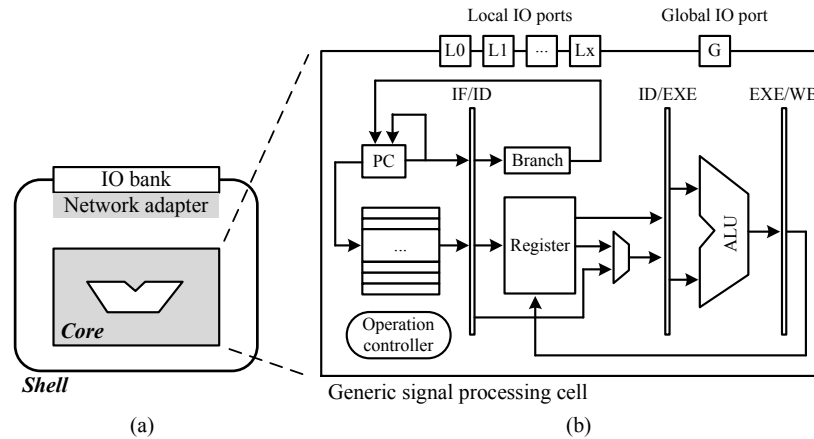 Local IO ports
Global IO port
L0
L1
...
Lx
G
IF/ID
ID/EXE
EXE/WB
PC
Branch
IO bank
Network adapter
...
Register
ALU
Core
Operation
controller
Shell
Generic signal processing cell
(a)
(b)